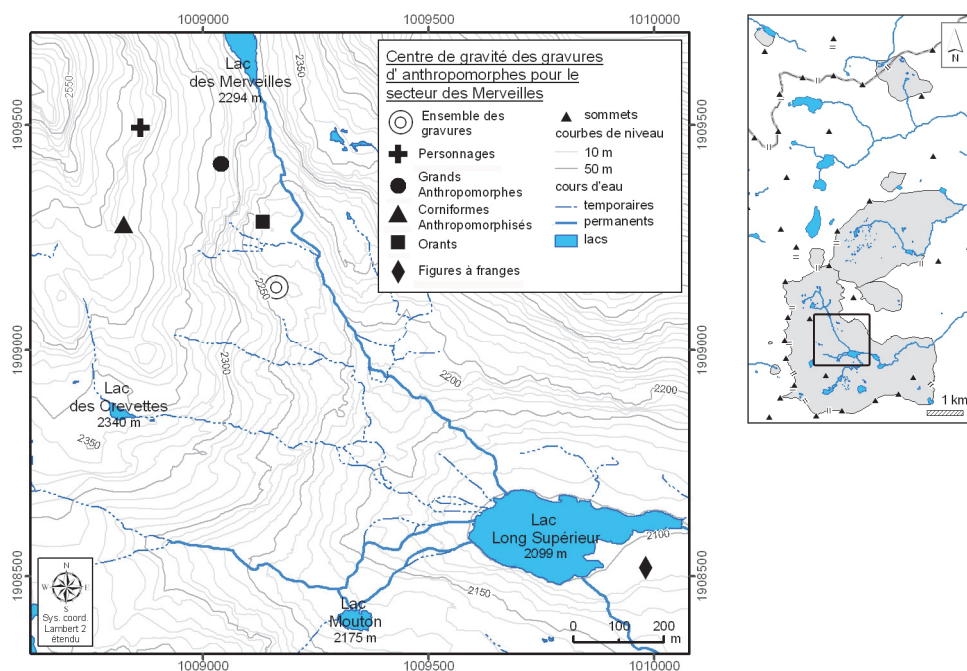 1009000
1009500
1010000
1909500
1909000
1908500
1909500
1909000
1908500
1009000
1009500
1010000
Lac
des Merveilles
2294 m
2550
2350
2250
2300
2200
2200
2350
2150
2100
Lac
des Crevettes
2340 m
Lac
Long Supérieur
2099 m
Lac
Mouton
2175 m
Centre de gravité des gravures
d' anthropomorphes pour le
secteur des Merveilles
Ensemble des
gravures
Personnages
Grands
Anthropomorphes
Corniformes
Anthropomorphisés
Orants
Figures à franges
sommets
courbes de niveau
10 m
50 m
cours d'eau
temporaires
permanents
lacs
N
W
E
S
Sys. coord.
Lambert 2
étendu
0
100
200
m
N
1 km